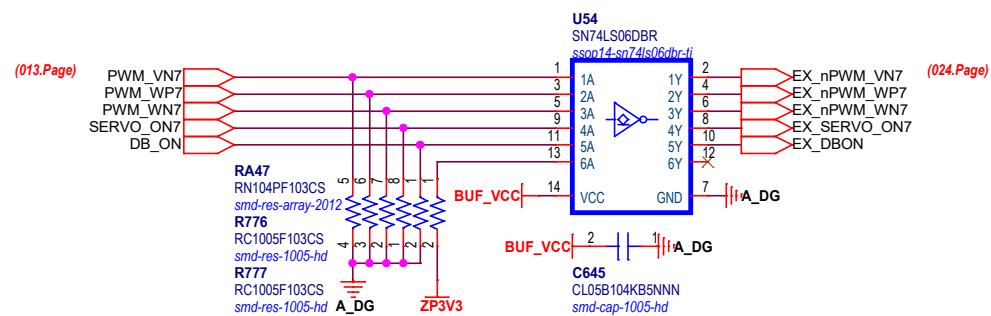 U54
SN74LS06DBR
ssop14-sn74ls06dbr-ti
(013.Page)
(024.Page)
PWM_VN7 1 1A 1Y 2 EX_nPWM_VN7
PWM_WP7 3 2A 2Y 4 EX_nPWM_WP7
PWM_WN7 5 3A 3Y 6 EX_nPWM_WN7
SERVO_ON7 9 4A 4Y 8 EX_SERVO_ON7
DB_ON 11 5A 5Y 10 EX_DBON
13 6A 6Y 12
BUF_VCC 14 VCC GND 7 A_DG
RA47
RN104PF103CS
smd-res-array-2012
R776
RC1005F103CS
smd-res-1005-hd
R777
RC1005F103CS
smd-res-1005-hd
5 6 7 8 1 1
4 3 2 1 2 2
A_DG
ZP3V3
BUF_VCC 2 1 A_DG
C645
CL05B104KB5NNN
smd-cap-1005-hd